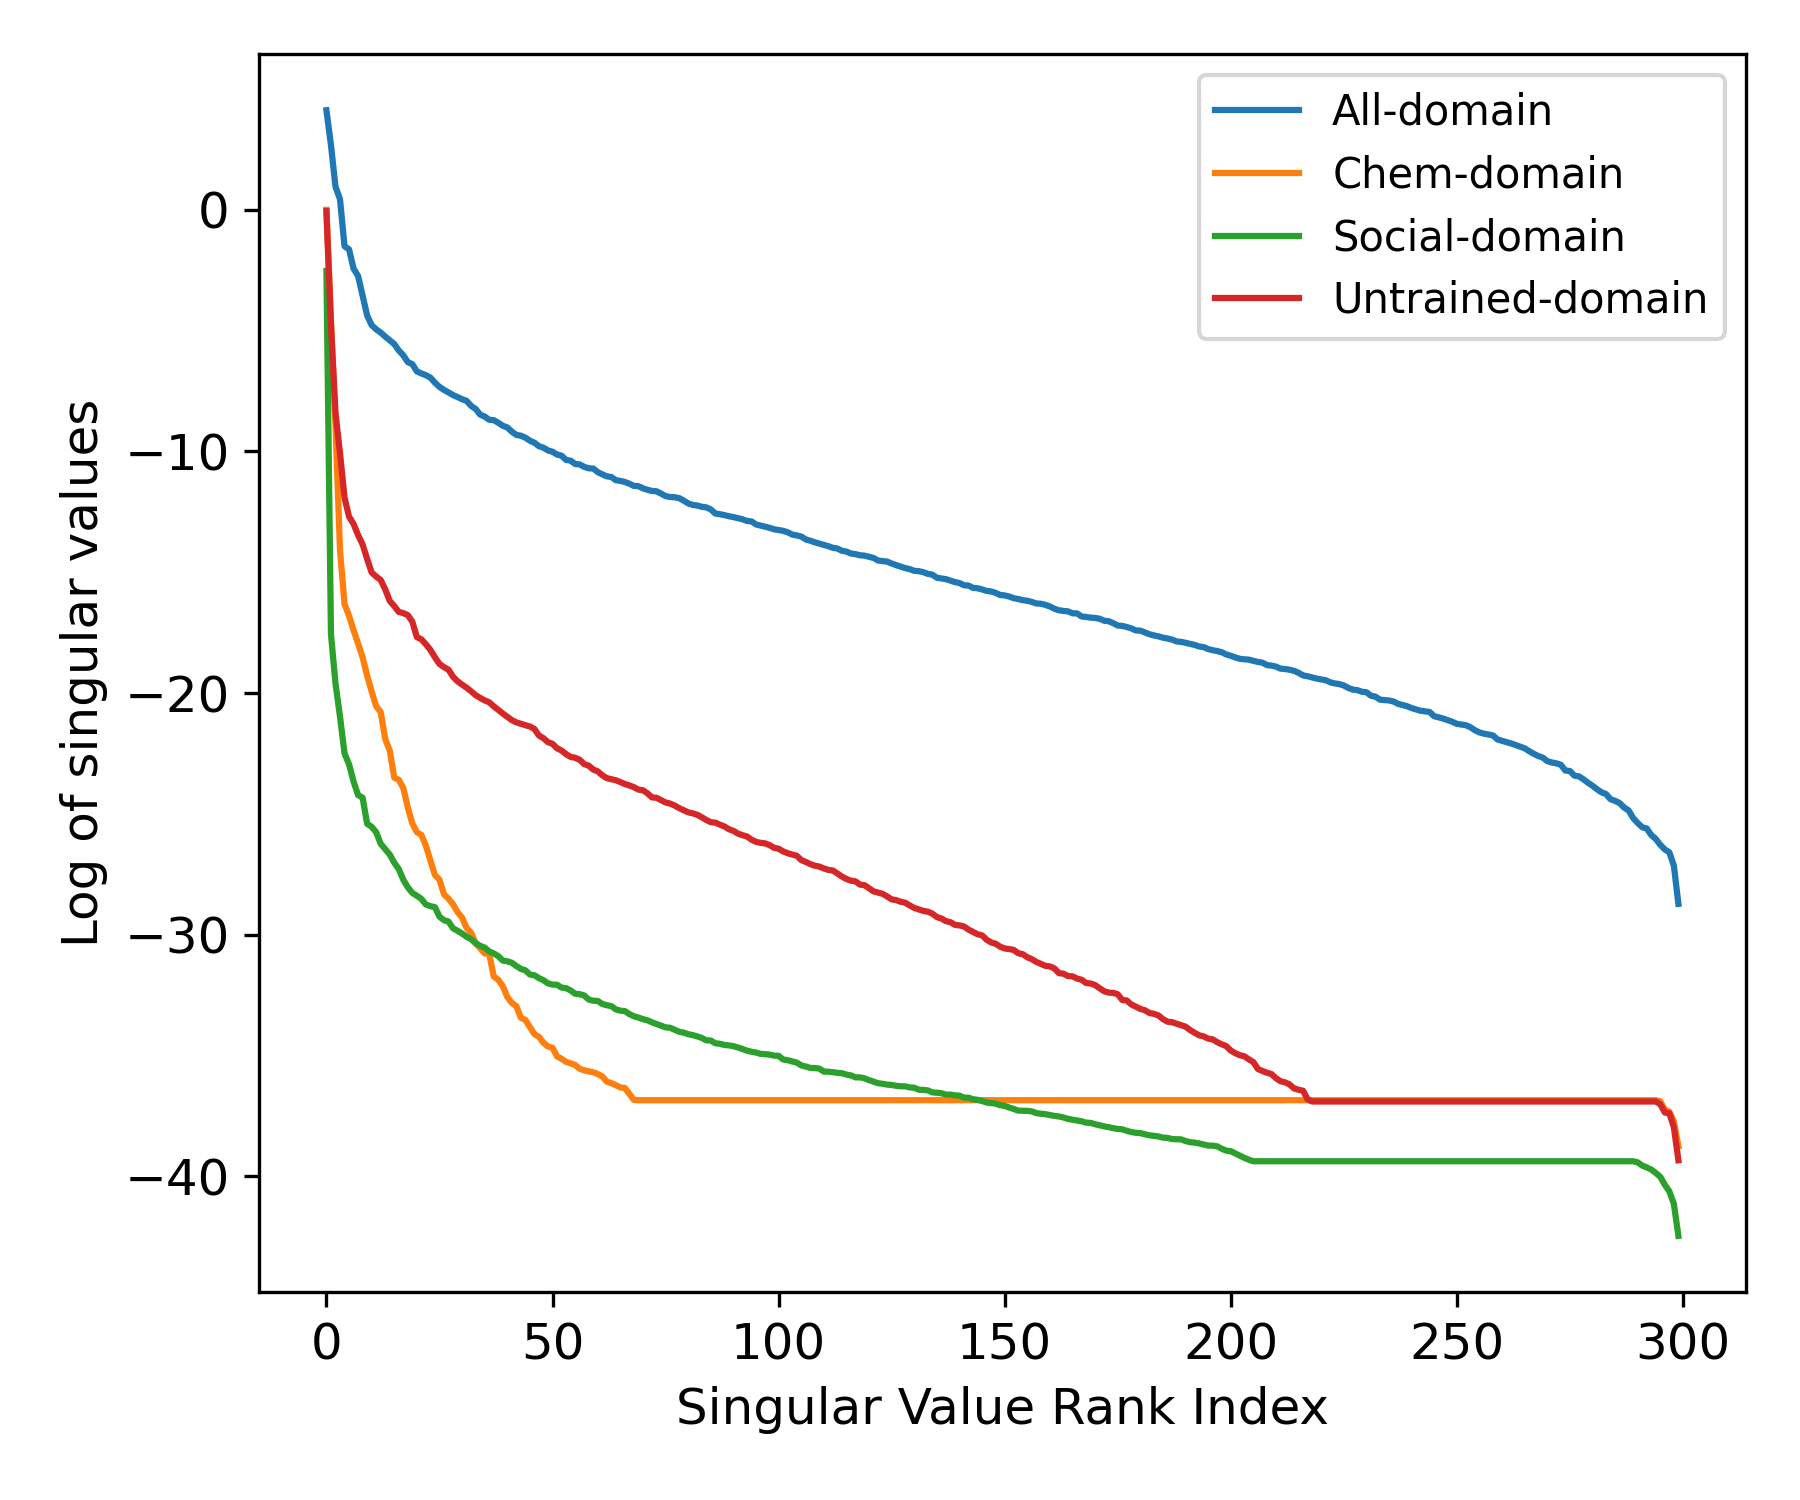 All-domain
Chem-domain
Social-domain
Untrained-domain
Log of singular values
0
−10
−20
−30
−40
0 50 100 150 200 250 300
Singular Value Rank Index